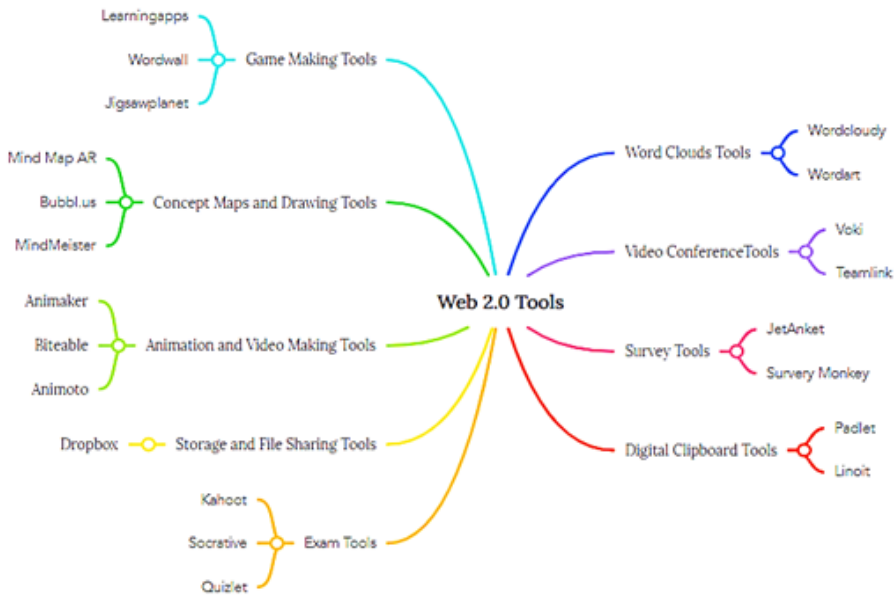 Web 2.0 Tools
Game Making Tools
Learningapps
Wordwall
Jigsawplanet
Concept Maps and Drawing Tools
Mind Map AR
Bubbl.us
MindMeister
Animation and Video Making Tools
Animaker
Biteable
Animoto
Storage and File Sharing Tools
Dropbox
Exam Tools
Kahoot
Socrative
Quizlet
Word Clouds Tools
Wordcloudy
Wordart
Video ConferenceTools
Voki
Teamlink
Survey Tools
JetAnket
Survery Monkey
Digital Clipboard Tools
Padlet
Linoit